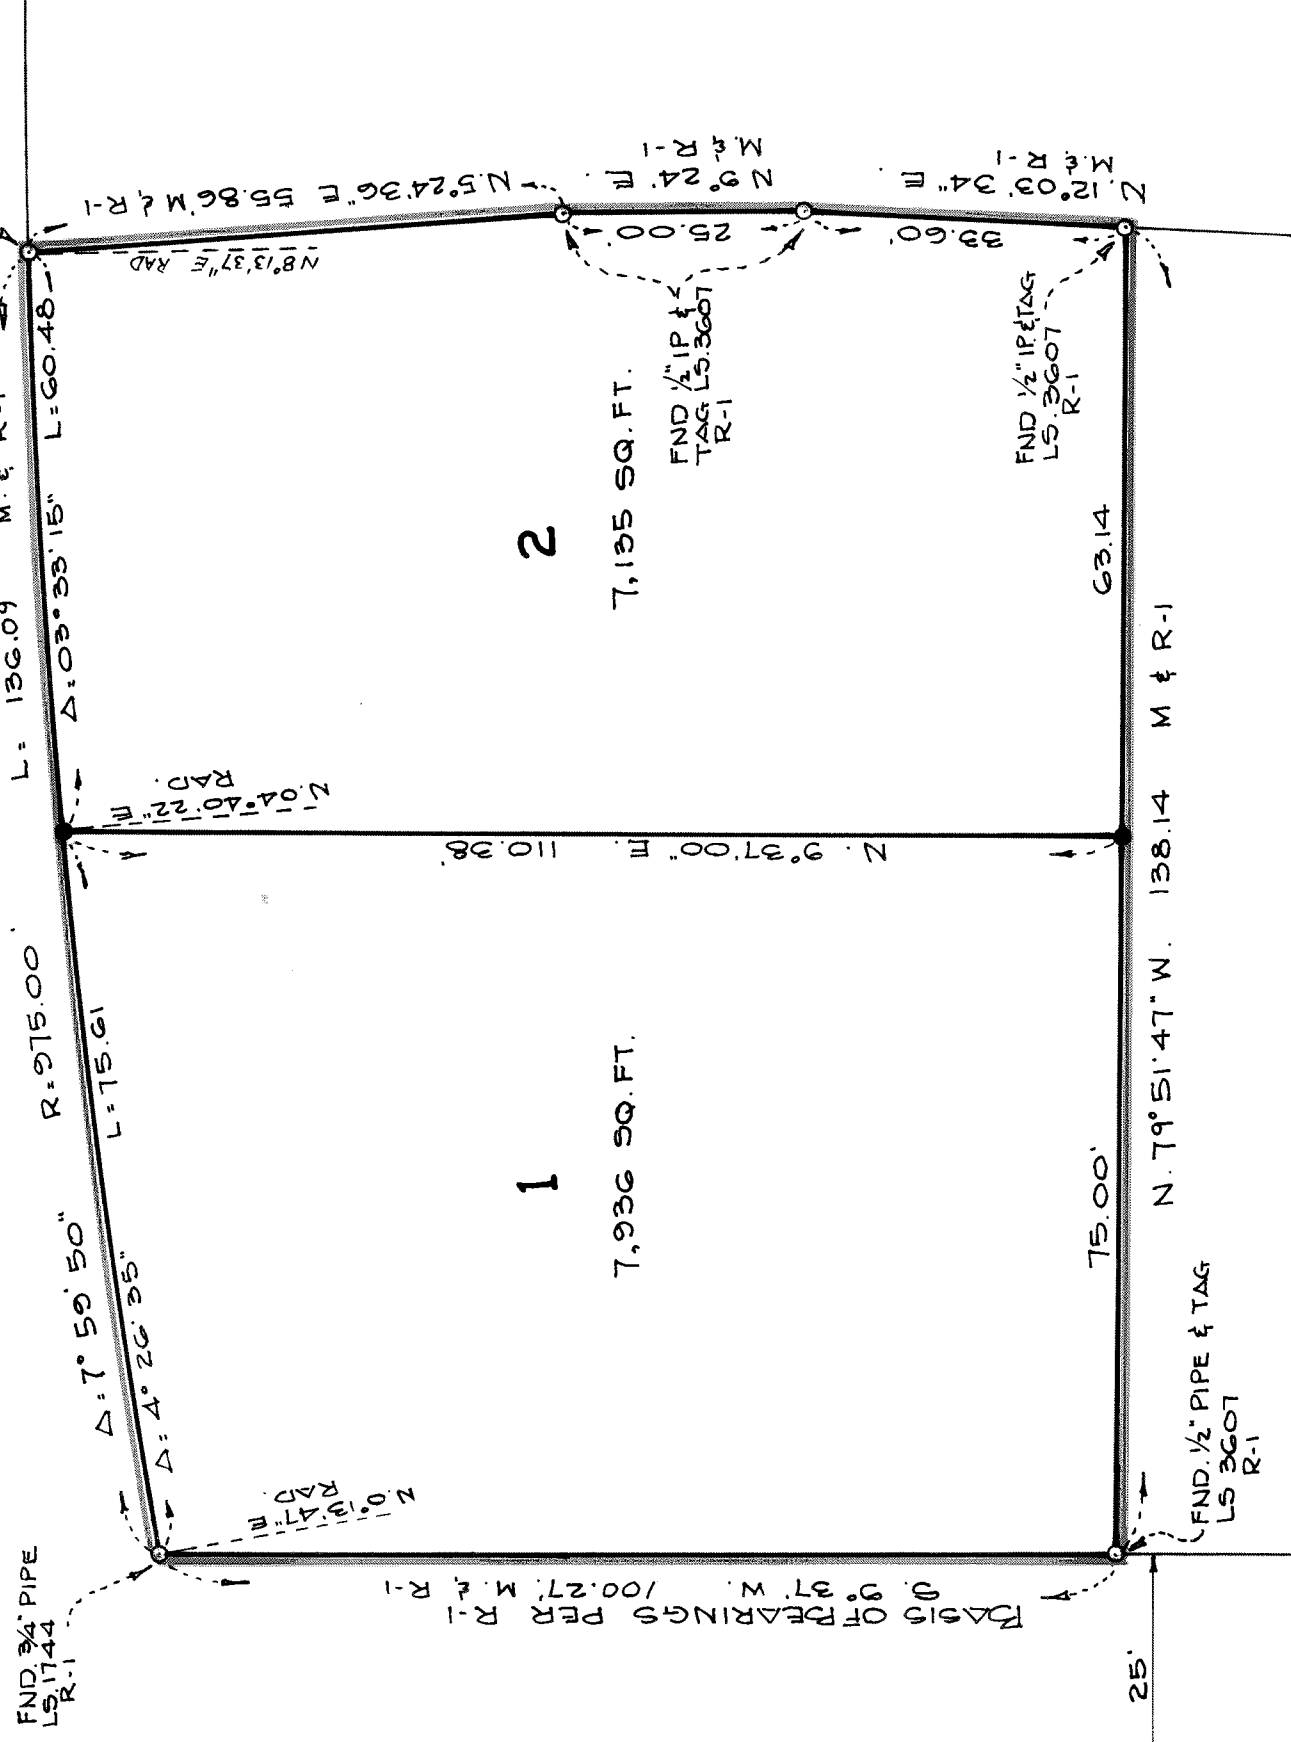 FND. 3/4" PIPE
LS. 1744
R-1
Δ=7° 59' 50"
R=975.00'
L= 136.09 M. & R-1
Δ= 4° 26' 35"
L=75.61
Δ=03°33'15"
L=60.48
N.0°13'47"E
RAD.
N.04°40'22"E
RAD.
N8°13'37"E RAD
N.5°24'36"E 55.86' M & R-1
N 9°24' E.
M. & R-1
25.00'
N. 12°03'34" E.
M. & R-1
33.60'
BASIS OF BEARINGS PER R-1
S. 9°37' W. 100.27' M. & R-1
1
7,936 SQ.FT.
N. 9°37'00" E. 110.38'
2
7,135 SQ.FT.
FND 1/2" IP &
TAG LS.3607
R-1
FND 1/2" IP.&TAG
LS. 3607
R-1
75.00'
63.14
N. 79°51'47" W. 138.14 M & R-1
FND. 1/2" PIPE & TAG
LS 3607
R-1
25'